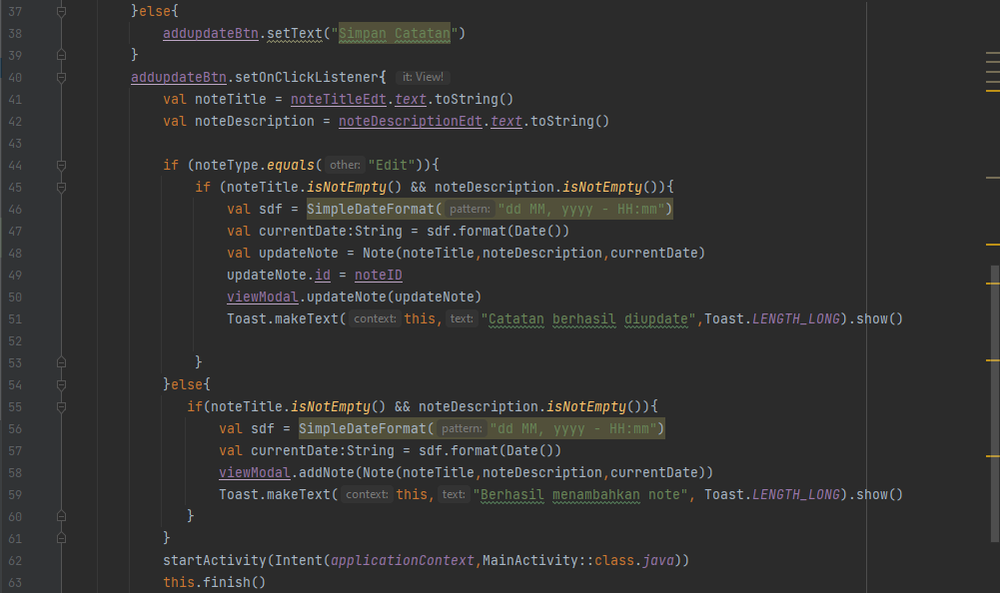 37 }else{
38 addupdateBtn.setText("Simpan Catatan")
39 }
40 addupdateBtn.setOnClickListener{ it: View!
41 val noteTitle = noteTitleEdt.text.toString()
42 val noteDescription = noteDescriptionEdt.text.toString()
43
44 if (noteType.equals( other: "Edit")){
45 if (noteTitle.isNotEmpty() && noteDescription.isNotEmpty()){
46 val sdf = SimpleDateFormat( pattern: "dd MM, yyyy - HH:mm")
47 val currentDate:String = sdf.format(Date())
48 val updateNote = Note(noteTitle,noteDescription,currentDate)
49 updateNote.id = noteID
50 viewModal.updateNote(updateNote)
51 Toast.makeText( context: this, text: "Catatan berhasil diupdate",Toast.LENGTH_LONG).show()
52
53 }
54 }else{
55 if(noteTitle.isNotEmpty() && noteDescription.isNotEmpty()){
56 val sdf = SimpleDateFormat( pattern: "dd MM, yyyy - HH:mm")
57 val currentDate:String = sdf.format(Date())
58 viewModal.addNote(Note(noteTitle,noteDescription,currentDate))
59 Toast.makeText( context: this, text: "Berhasil menambahkan note", Toast.LENGTH_LONG).show()
60 }
61 }
62 startActivity(Intent(applicationContext,MainActivity::class.java))
63 this.finish()